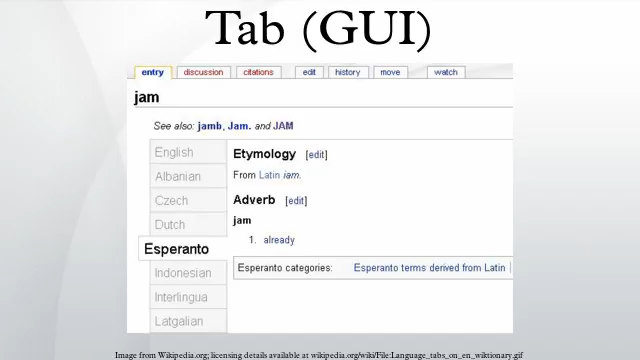 Tab (GUI)
entry discussion citations edit history move watch
jam
See also: jamb, Jam. and JAM
English
Albanian
Czech
Dutch
Esperanto
Indonesian
Interlingua
Latgalian
Etymology [edit]
From Latin iam.
Adverb [edit]
jam
1. already
Esperanto categories: Esperanto terms derived from Latin
Image from Wikipedia.org; licensing details available at wikipedia.org/wiki/File:Language_tabs_on_en_wiktionary.gif